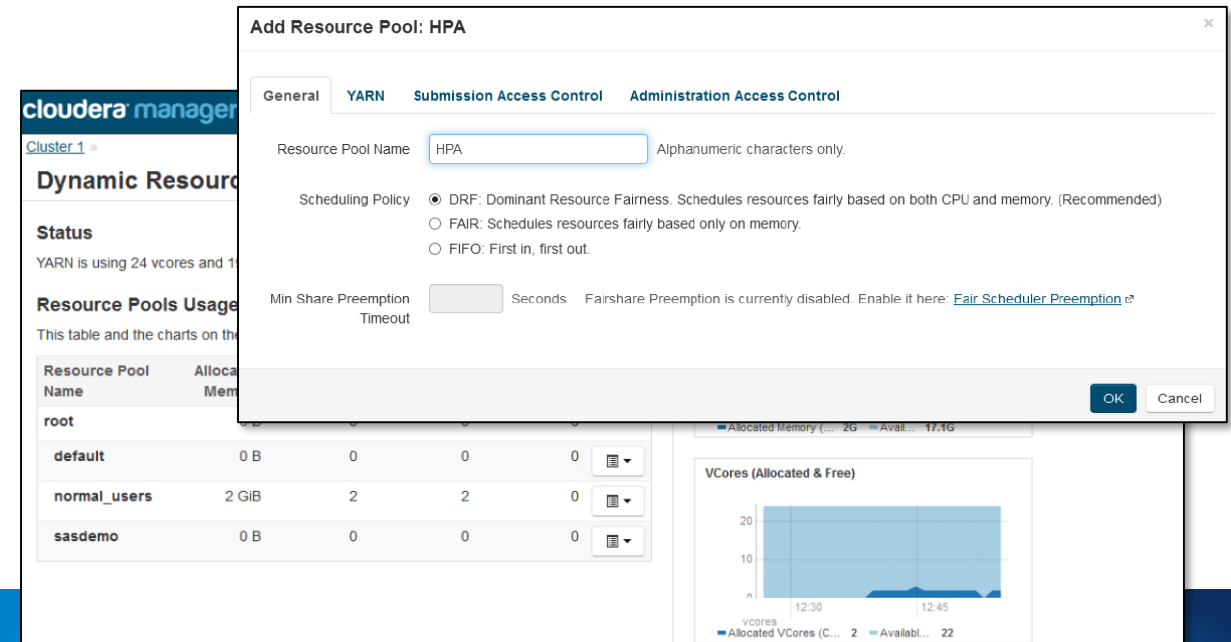 Add Resource Pool: HPA
×
General YARN Submission Access Control Administration Access Control
Resource Pool Name HPA Alphanumeric characters only.
Scheduling Policy DRF: Dominant Resource Fairness. Schedules resources fairly based on both CPU and memory. (Recommended)
FAIR: Schedules resources fairly based only on memory.
FIFO: First in, first out.
Min Share Preemption Timeout Seconds Fairshare Preemption is currently disabled. Enable it here: Fair Scheduler Preemption
OK Cancel
cloudera manager
Cluster 1 »
Dynamic Resourc
Status
YARN is using 24 vcores and 1
Resource Pools Usage
This table and the charts on the
Resource Pool Name Alloca Mem
root
default 0 B 0 0 0
normal_users 2 GiB 2 2 0
sasdemo 0 B 0 0 0
Allocated Memory (... 2G Avail... 17.1G
VCores (Allocated & Free)
20
10
0
12:30 12:45
vcores
Allocated VCores (C... 2 Availabl... 22